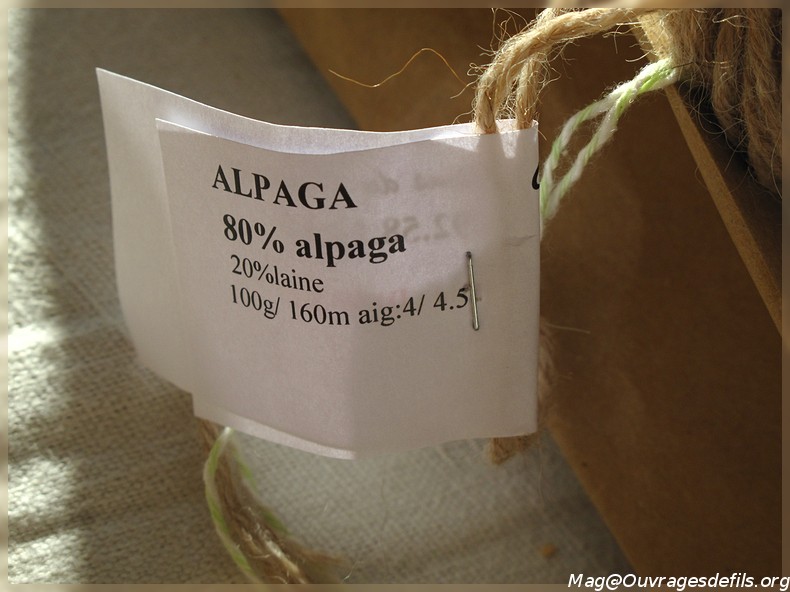 ALPAGA
80% alpaga
20%laine
100g/ 160m aig:4/ 4.5
Mag@Ouvragesdefils.org